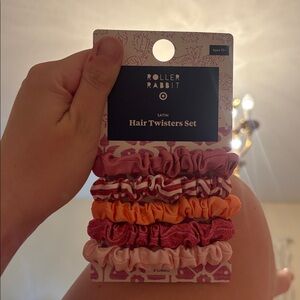 ROLLER
RABBIT
SATIN
Hair Twisters Set